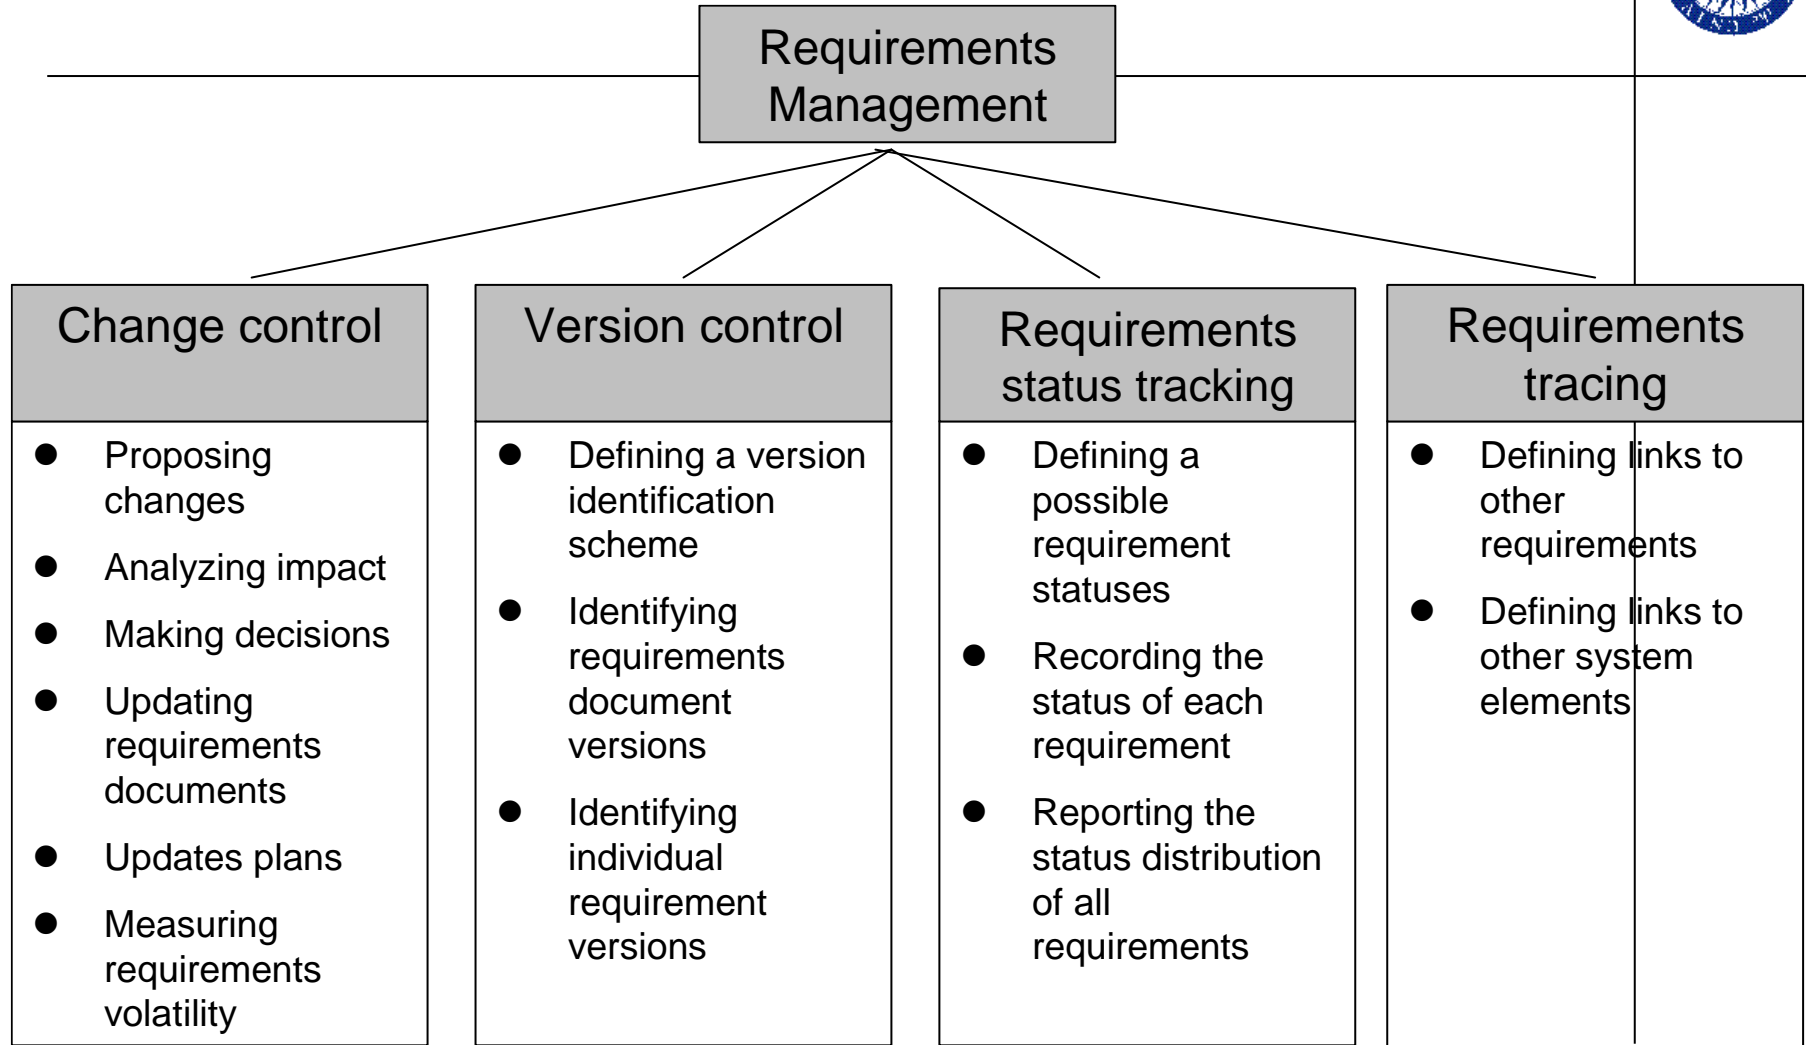 Requirements
Management
Change control
Proposing
changes
Analyzing impact
Making decisions
Updating
requirements
documents
Updates plans
Measuring
requirements
volatility
Version control
Defining a version
identification
scheme
Identifying
requirements
document
versions
Identifying
individual
requirement
versions
Requirements
status tracking
Defining a
possible
requirement
statuses
Recording the
status of each
requirement
Reporting the
status distribution
of all
requirements
Requirements
tracing
Defining links to
other
requirements
Defining links to
other system
elements